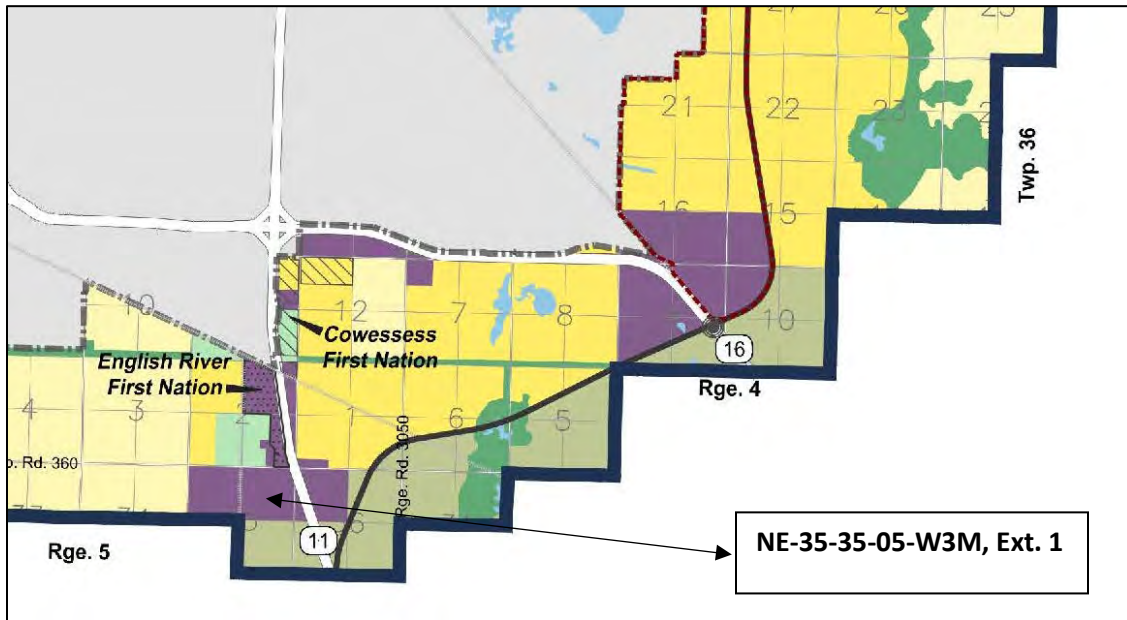 27
25
21
22
23
Twp. 36
16
15
10
12
7
8
10
Cowessess
First Nation
16
English River
First Nation
Rge. 4
4
3
2
1
6
5
Rge. Rd. 3050
Rd. 360
11
Rge. 5
NE-35-35-05-W3M, Ext. 1